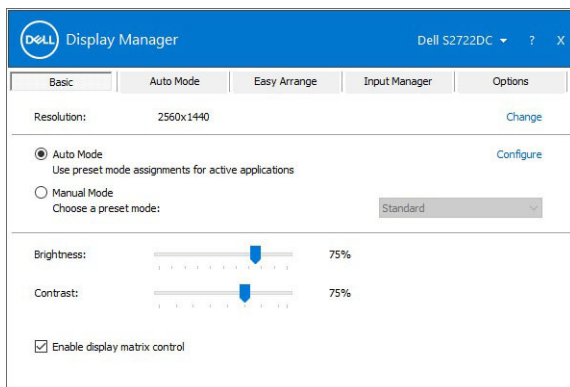 DELL Display Manager Dell S2722DC ? X
Basic Auto Mode Easy Arrange Input Manager Options
Resolution: 2560x1440 Change
Auto Mode Configure
Use preset mode assignments for active applications
Manual Mode
Choose a preset mode: Standard
Brightness: 75%
Contrast: 75%
Enable display matrix control